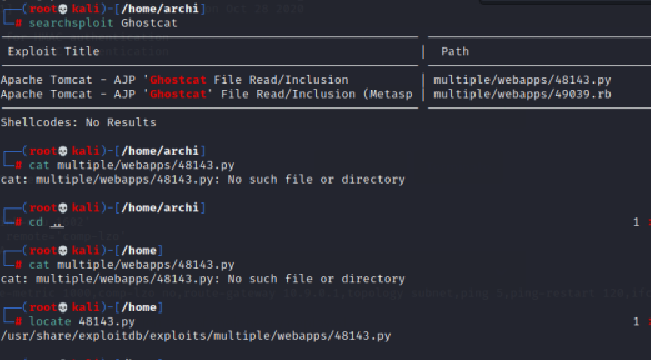 (root💀kali)-[/home/archi]
# searchsploit Ghostcat
Exploit Title | Path
Apache Tomcat - AJP 'Ghostcat File Read/Inclusion | multiple/webapps/48143.py
Apache Tomcat - AJP 'Ghostcat' File Read/Inclusion (Metasp | multiple/webapps/49039.rb
Shellcodes: No Results
(root💀kali)-[/home/archi]
# cat multiple/webapps/48143.py
cat: multiple/webapps/48143.py: No such file or directory
(root💀kali)-[/home/archi]
# cd .. 1
(root💀kali)-[/home]
# cat multiple/webapps/48143.py
cat: multiple/webapps/48143.py: No such file or directory
(root💀kali)-[/home]
# locate 48143.py 1
/usr/share/exploitdb/exploits/multiple/webapps/48143.py